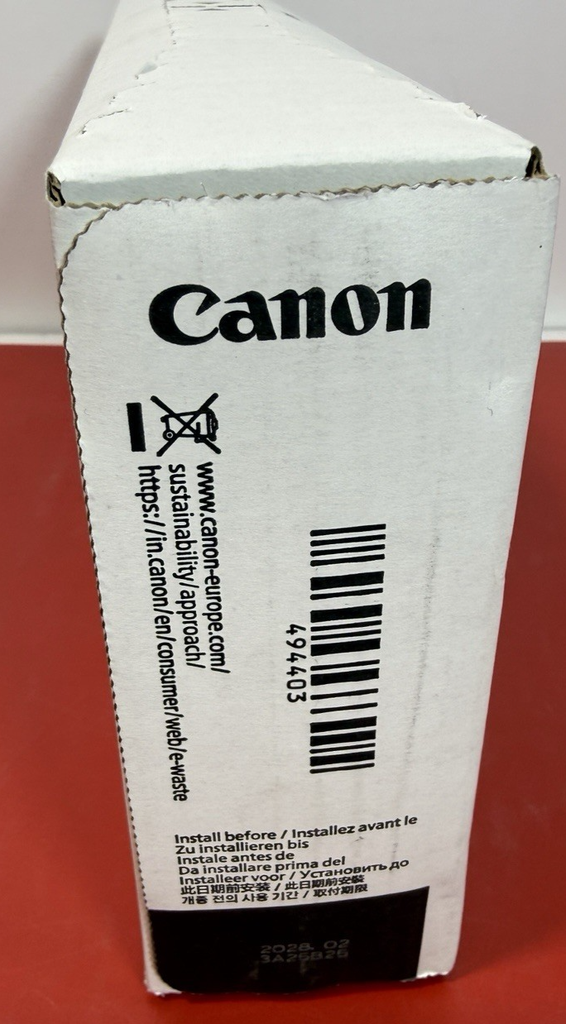 Canon
www.canon-europe.com/
sustainability/approach/
https://in.canon/en/consumer/web/e-waste
494403
Install before / Installez avant le
Zu installieren bis
Instale antes de
Da installare prima del
Installeer voor / Установить до
此日期前安装 / 此日期前安裝
개통 전의 사용 기간 / 取付期限
2028. 02
3A25B25